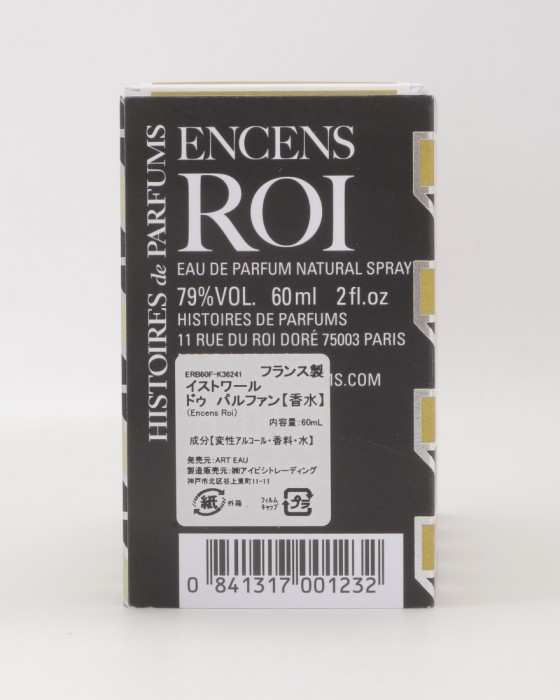 HISTOIRES de PARFUMS
ENCENS
ROI
EAU DE PARFUM NATURAL SPRAY
79%VOL. 60ml 2fl.oz
HISTOIRES DE PARFUMS
11 RUE DU ROI DORÉ 75003 PARIS
MS.COM
ERB60F-K36241 フランス製
イストワール
ドゥ パルファン【香水】
(Encens Roi)
内容量:60mL
成分【変性アルコール・香料・水】
発売元:ART EAU
製造販売元:㈱アイビシトレーディング
神戸市北区谷上東町11-11
紙 外箱 フィルム キャップ プラ
0 841317 001232